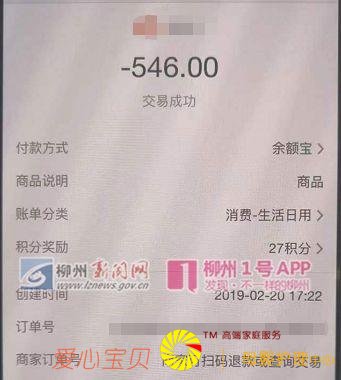 -546.00
交易成功
付款方式 余额宝
商品说明 商品
账单分类 消费-生活日用
积分奖励 27积分
柳州新闻网 柳州1号APP
www.lznews.gov.cn 发现·不一样的柳州
创建时间 2019-02-20 17:22
订单号
TM 高端家庭服务
爱心宝贝
商家订单号 扫码退款或查询交易